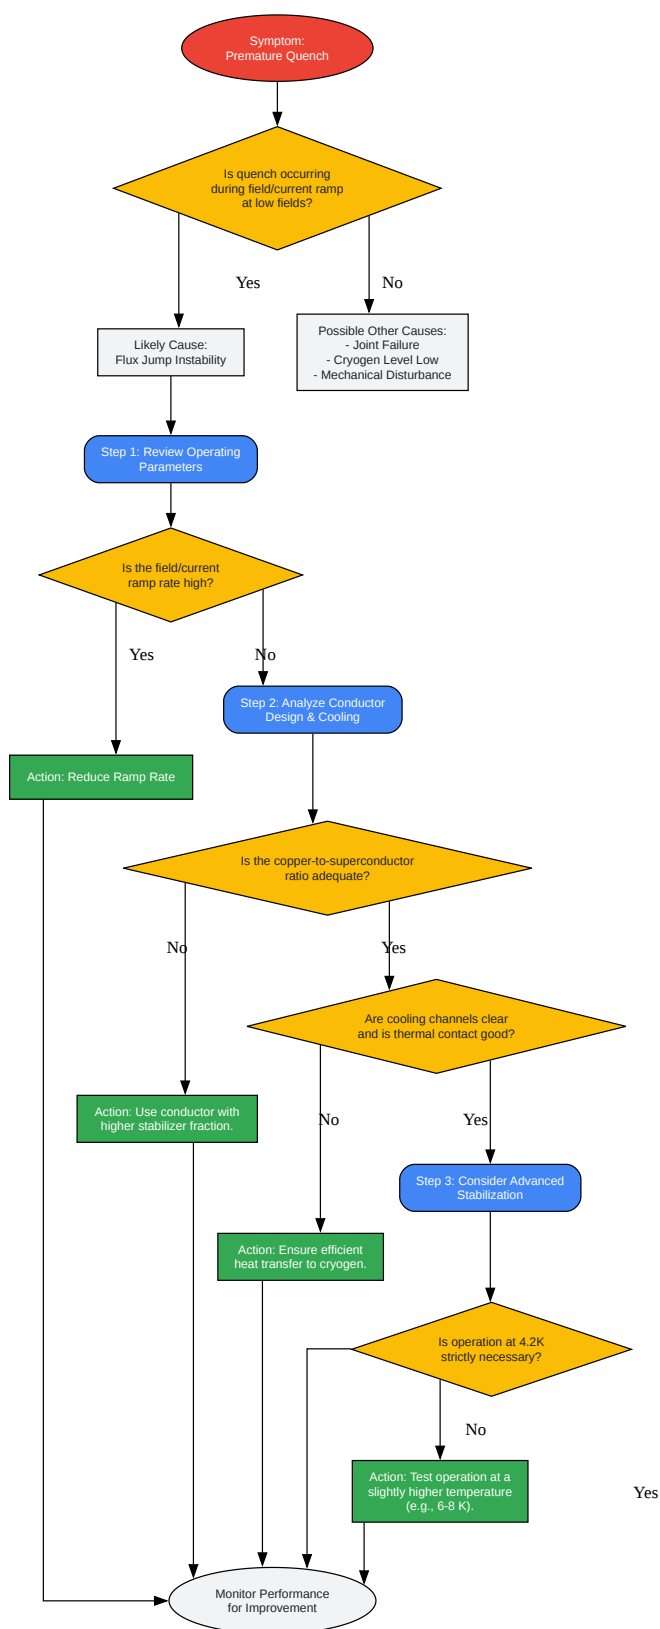 Symptom:
Premature Quench
Is quench occurring
during field/current ramp
at low fields?
Yes
No
Likely Cause:
Flux Jump Instability
Possible Other Causes:
- Joint Failure
- Cryogen Level Low
- Mechanical Disturbance
Step 1: Review Operating
Parameters
Is the field/current
ramp rate high?
Yes
No
Step 2: Analyze Conductor
Design & Cooling
Action: Reduce Ramp Rate
Is the copper-to-superconductor
ratio adequate?
No
Yes
Are cooling channels clear
and is thermal contact good?
Action: Use conductor with
higher stabilizer fraction.
No
Yes
Step 3: Consider Advanced
Stabilization
Action: Ensure efficient
heat transfer to cryogen.
Is operation at 4.2K
strictly necessary?
No
Action: Test operation at a
slightly higher temperature
(e.g., 6-8 K).
Yes
Monitor Performance
for Improvement